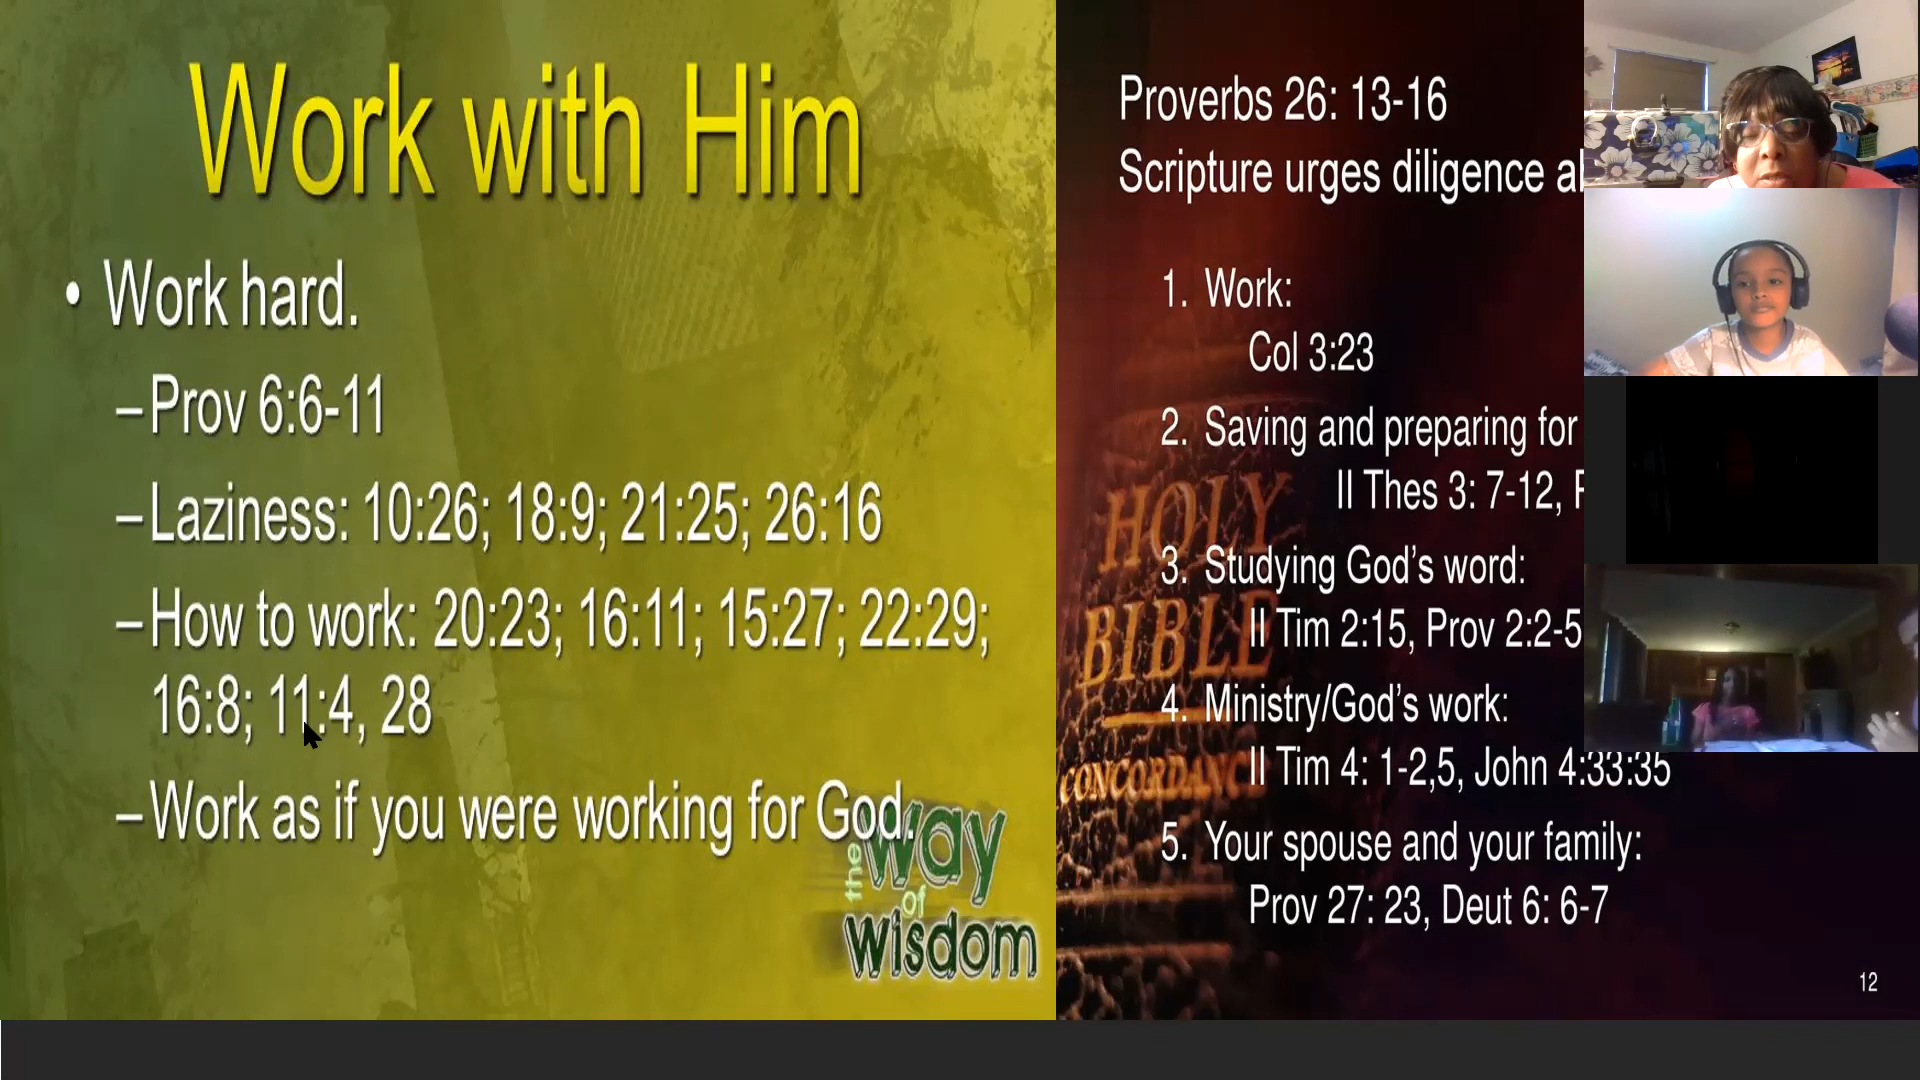 Work with Him
• Work hard.
–Prov 6:6-11
–Laziness: 10:26; 18:9; 21:25; 26:16
–How to work: 20:23; 16:11; 15:27; 22:29;
16:8; 11:4, 28
–Work as if you were working for God.
the way
of
wisdom
Proverbs 26: 13-16
Scripture urges diligence
1. Work:
Col 3:23
2. Saving and preparing for
II Thes 3: 7-12,
3. Studying God's word:
II Tim 2:15, Prov 2:2-5
4. Ministry/God's work:
II Tim 4: 1-2,5, John 4:33:35
5. Your spouse and your family:
Prov 27: 23, Deut 6: 6-7
HOLY
BIBLE
CONCORDANC
12